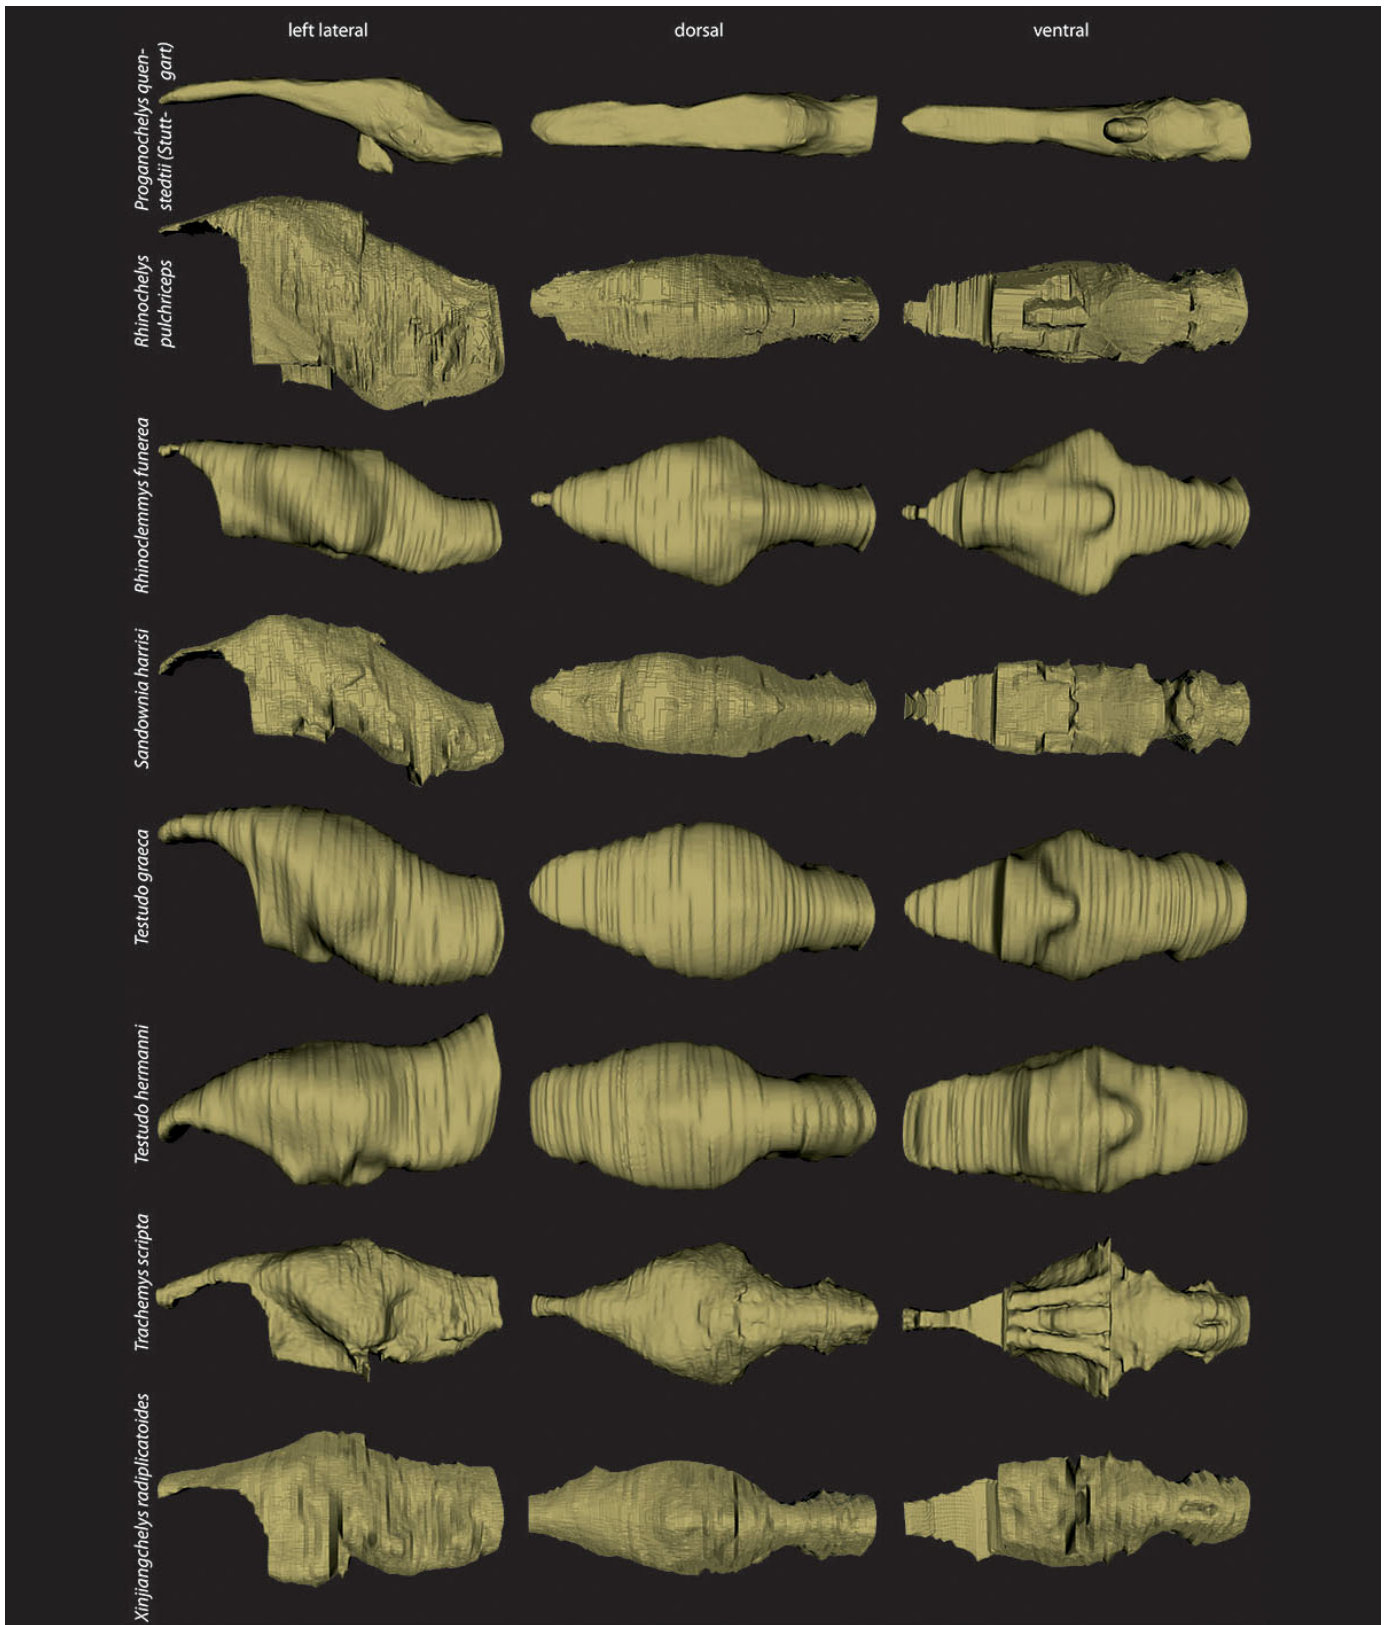 left lateral
dorsal
ventral
Proganochelys quen-
stedtii (Stutt- gart)
Rhinochelys
pulchriceps
Rhinoclemmys funerea
Sandownia harrisi
Testudo graeca
Testudo hermanni
Trachemys scripta
Xinjiangchelys radiplicatoides